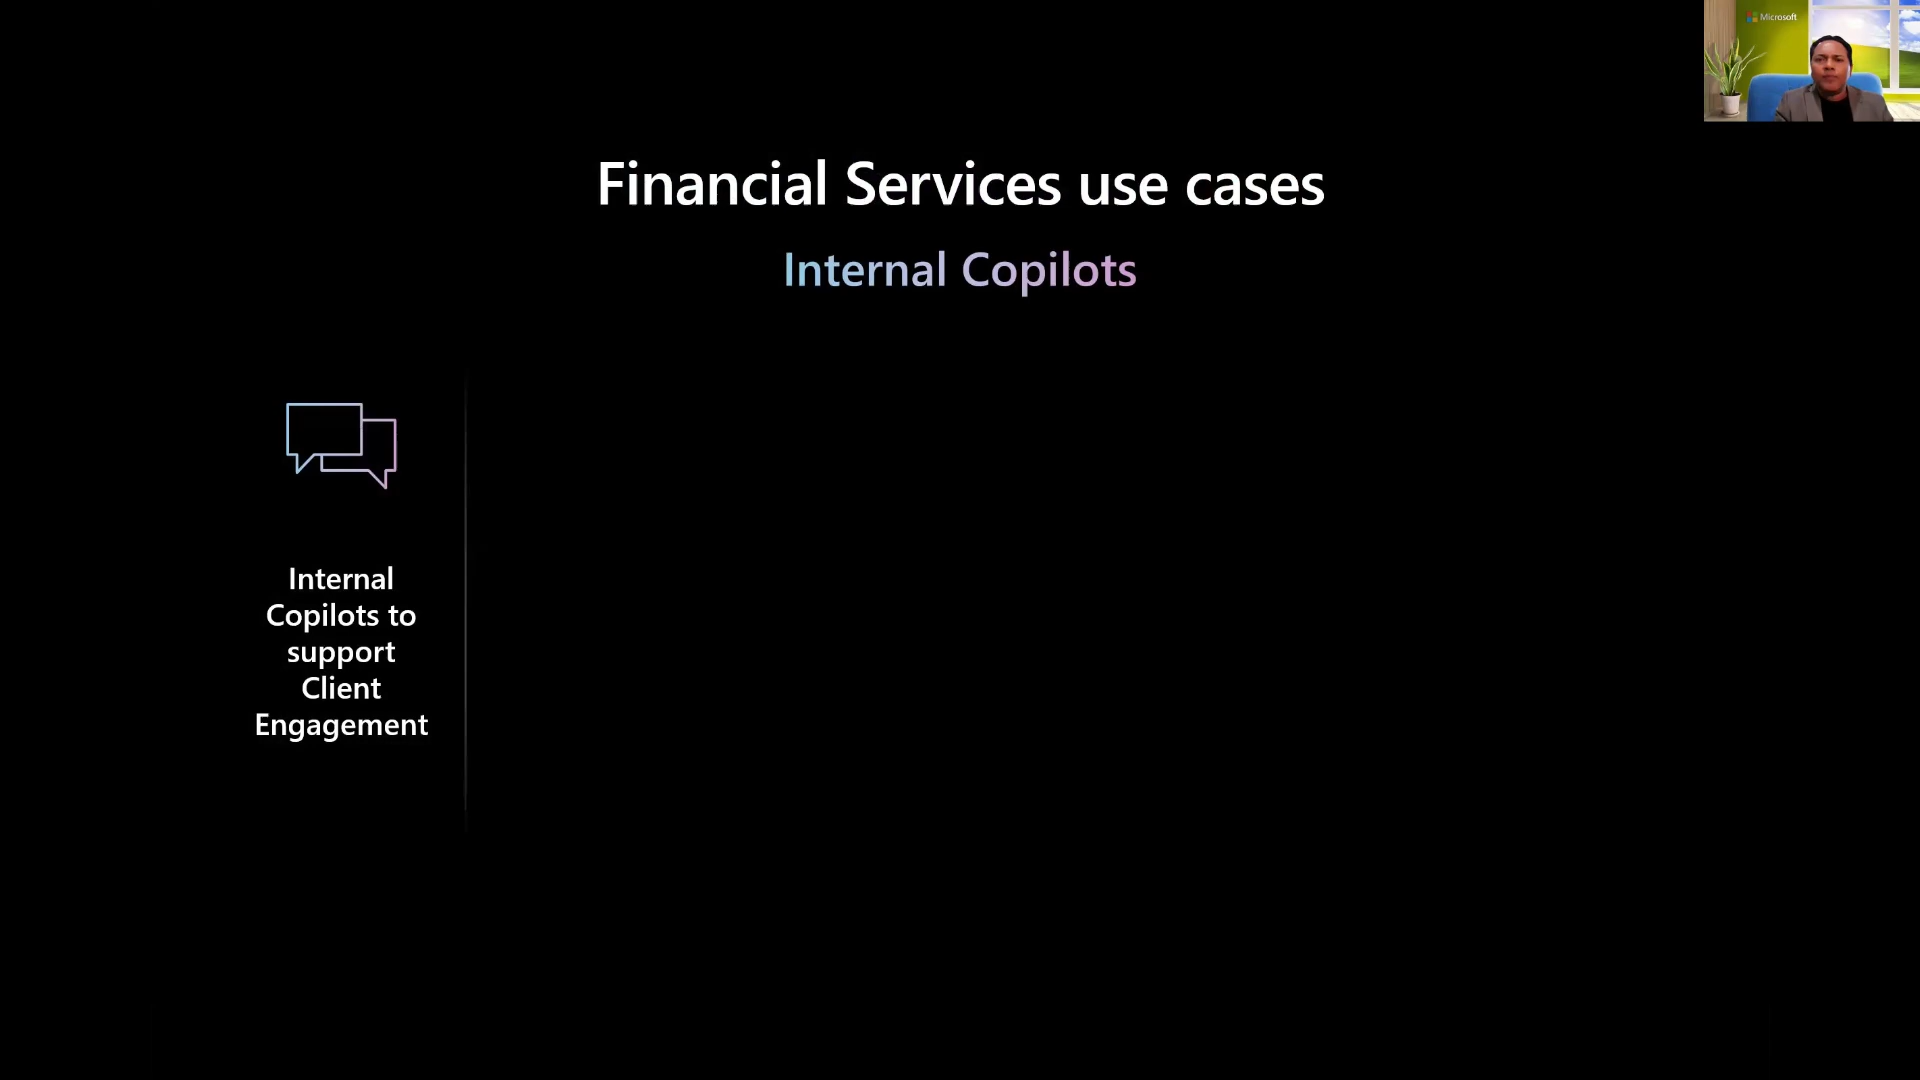 Microsoft
Financial Services use cases
Internal Copilots
Internal
Copilots to
support
Client
Engagement